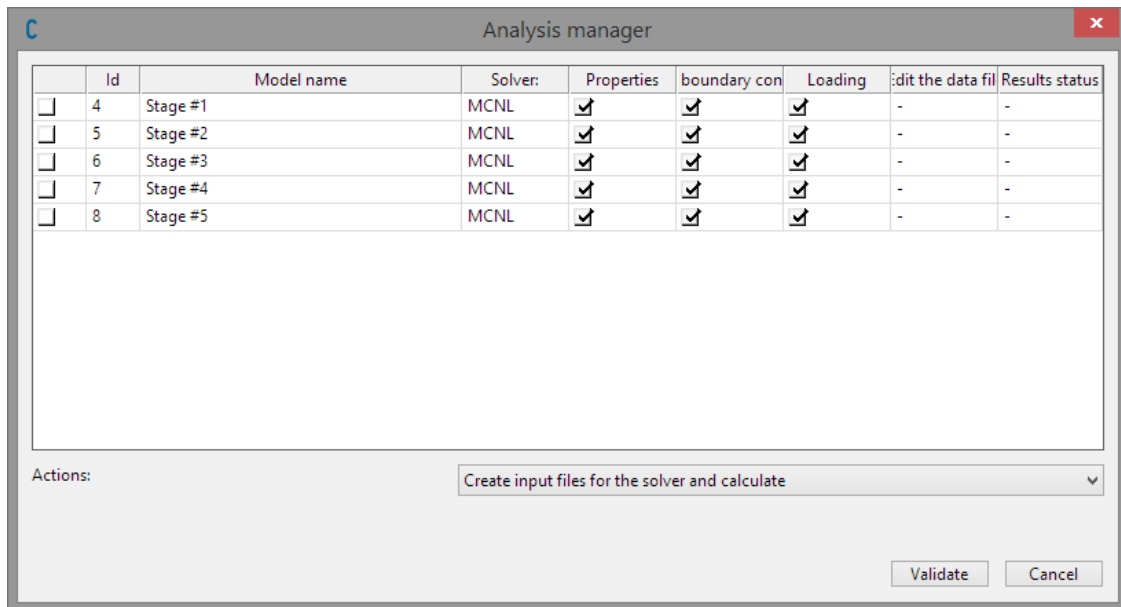 C Analysis manager x
Id Model name Solver: Properties boundary con Loading Edit the data fil Results status
4 Stage #1 MCNL - -
5 Stage #2 MCNL - -
6 Stage #3 MCNL - -
7 Stage #4 MCNL - -
8 Stage #5 MCNL - -
Actions: Create input files for the solver and calculate
Validate Cancel